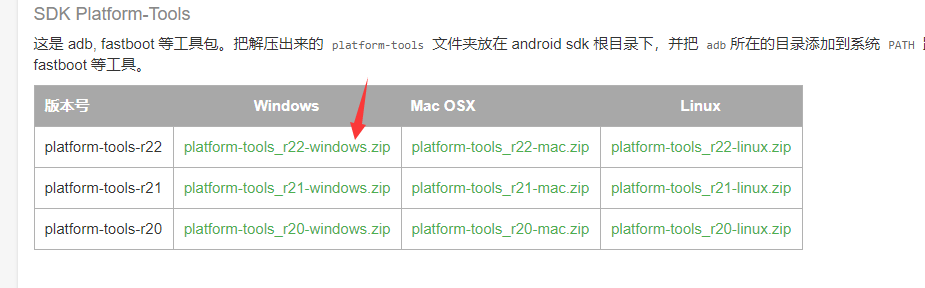 SDK Platform-Tools
这是 adb, fastboot 等工具包。把解压出来的 platform-tools 文件夹放在 android sdk 根目录下，并把 adb 所在的目录添加到系统 PATH
fastboot 等工具。
版本号 Windows Mac OSX Linux
platform-tools-r22 platform-tools_r22-windows.zip platform-tools_r22-mac.zip platform-tools_r22-linux.zip
platform-tools-r21 platform-tools_r21-windows.zip platform-tools_r21-mac.zip platform-tools_r21-linux.zip
platform-tools-r20 platform-tools_r20-windows.zip platform-tools_r20-mac.zip platform-tools_r20-linux.zip